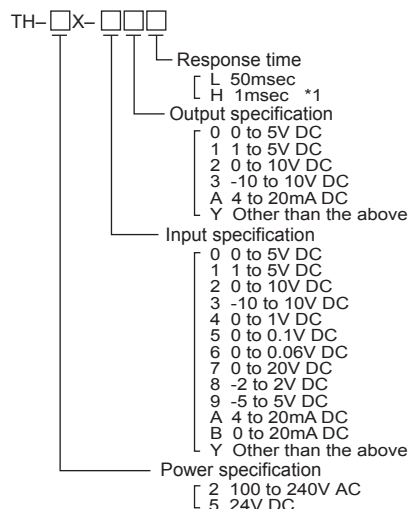 TH–□X–□□□
Response time
L 50msec
H 1msec *1
Output specification
0 0 to 5V DC
1 1 to 5V DC
2 0 to 10V DC
3 -10 to 10V DC
A 4 to 20mA DC
Y Other than the above
Input specification
0 0 to 5V DC
1 1 to 5V DC
2 0 to 10V DC
3 -10 to 10V DC
4 0 to 1V DC
5 0 to 0.1V DC
6 0 to 0.06V DC
7 0 to 20V DC
8 -2 to 2V DC
9 -5 to 5V DC
A 4 to 20mA DC
B 0 to 20mA DC
Y Other than the above
Power specification
2 100 to 240V AC
5 24V DC